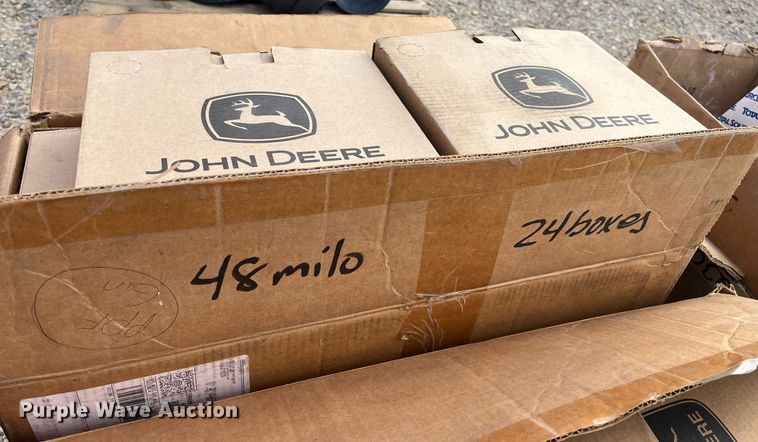 JOHN DEERE
JOHN DEERE
48 milo
24 boxes
Purple Wave Auction